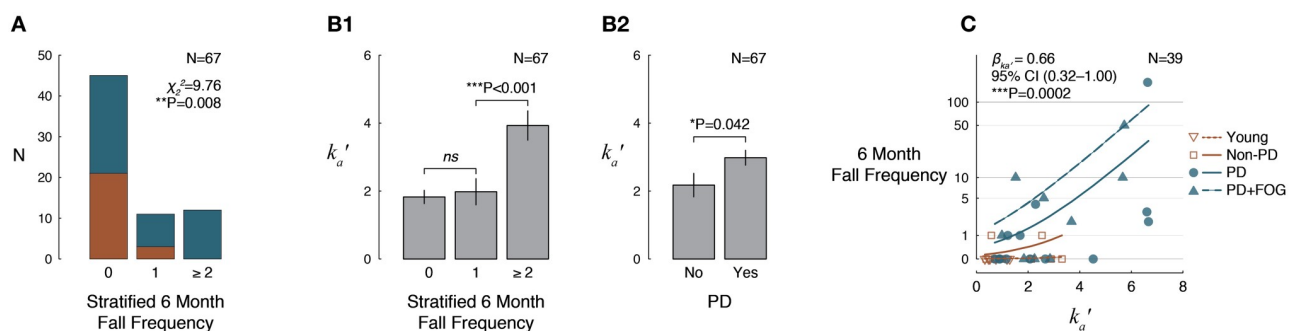 A
N=67
χ₂²=9.76
**P=0.008
50
40
30
20
10
0
N
0 1 ≥ 2
Stratified 6 Month
Fall Frequency
B1
N=67
***P<0.001
ns
6
4
2
0
kₐ′
0 1 ≥ 2
Stratified 6 Month
Fall Frequency
B2
N=67
*P=0.042
6
4
2
0
kₐ′
No Yes
PD
C
βₖₐ′ = 0.66
95% CI (0.32–1.00)
***P=0.0002
N=39
100
50
10
5
1
0
6 Month
Fall Frequency
0 2 4 6 8
kₐ′
Young
Non-PD
PD
PD+FOG